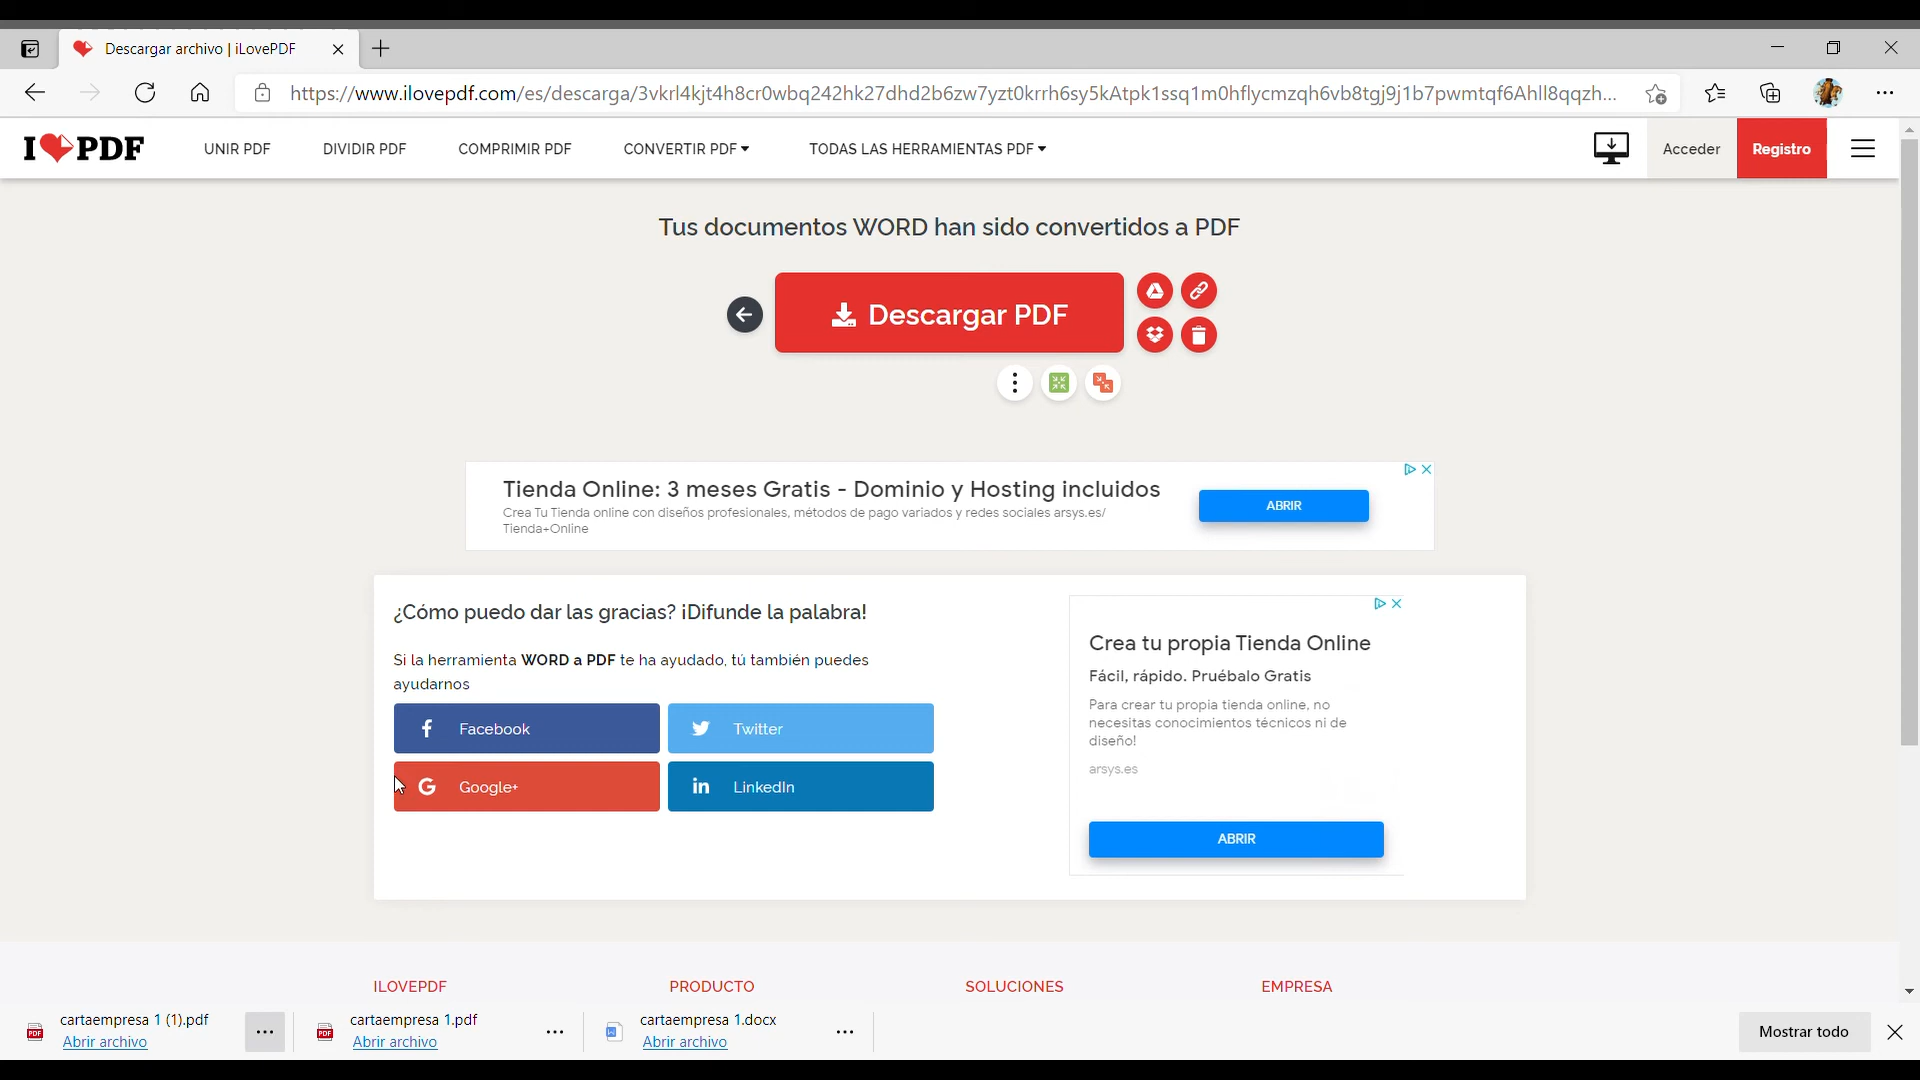 Descargar archivo | iLovePDF
https://www.ilovepdf.com/es/descarga/3vkrl4kjt4h8cr0wbq242hk27dhd2b6zw7yzt0krrh6sy5kAtpk1ssq1m0hflycmzqh6vb8tgj9j1b7pwmtqf6Ahll8qqzh...
I PDF UNIR PDF DIVIDIR PDF COMPRIMIR PDF CONVERTIR PDF TODAS LAS HERRAMIENTAS PDF Acceder Registro
Tus documentos WORD han sido convertidos a PDF
Descargar PDF
Tienda Online: 3 meses Gratis - Dominio y Hosting incluidos
Crea Tu Tienda online con diseños profesionales, métodos de pago variados y redes sociales arsys.es/
Tienda+Online
ABRIR
¿Cómo puedo dar las gracias? ¡Difunde la palabra!
Si la herramienta WORD a PDF te ha ayudado, tú también puedes
ayudarnos
Facebook Twitter
Google+ LinkedIn
Crea tu propia Tienda Online
Fácil, rápido. Pruébalo Gratis
Para crear tu propia tienda online, no
necesitas conocimientos técnicos ni de
diseño!
arsys.es
ABRIR
ILOVEPDF PRODUCTO SOLUCIONES EMPRESA
cartaempresa 1 (1).pdf
Abrir archivo
cartaempresa 1.pdf
Abrir archivo
cartaempresa 1.docx
Abrir archivo
Mostrar todo